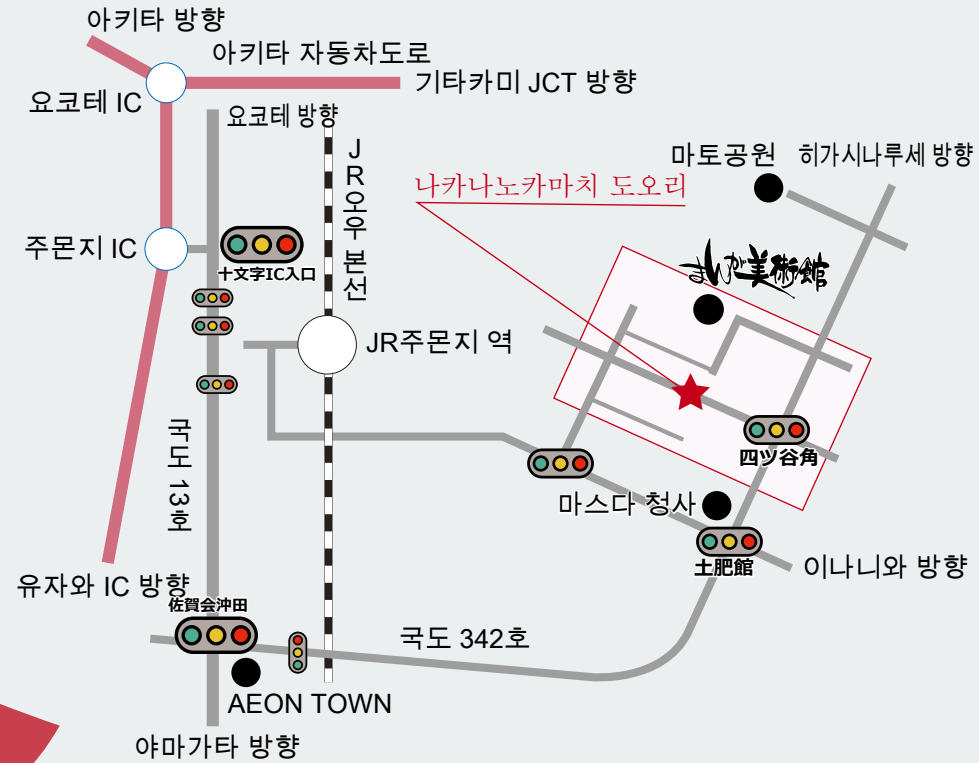 아키타 방향
아키타 자동차도로
기타카미 JCT 방향
요코테 IC
요코테 방향
JR오우 본선
마토공원
히가시나루세 방향
나카나노카마치 도오리
주몬지 IC
十文字IC入口
まんが美術館
JR주몬지 역
국도 13호
四ツ谷角
마스다 청사
土肥館
이나니와 방향
유자와 IC 방향
佐賀会沖田
국도 342호
AEON TOWN
야마가타 방향